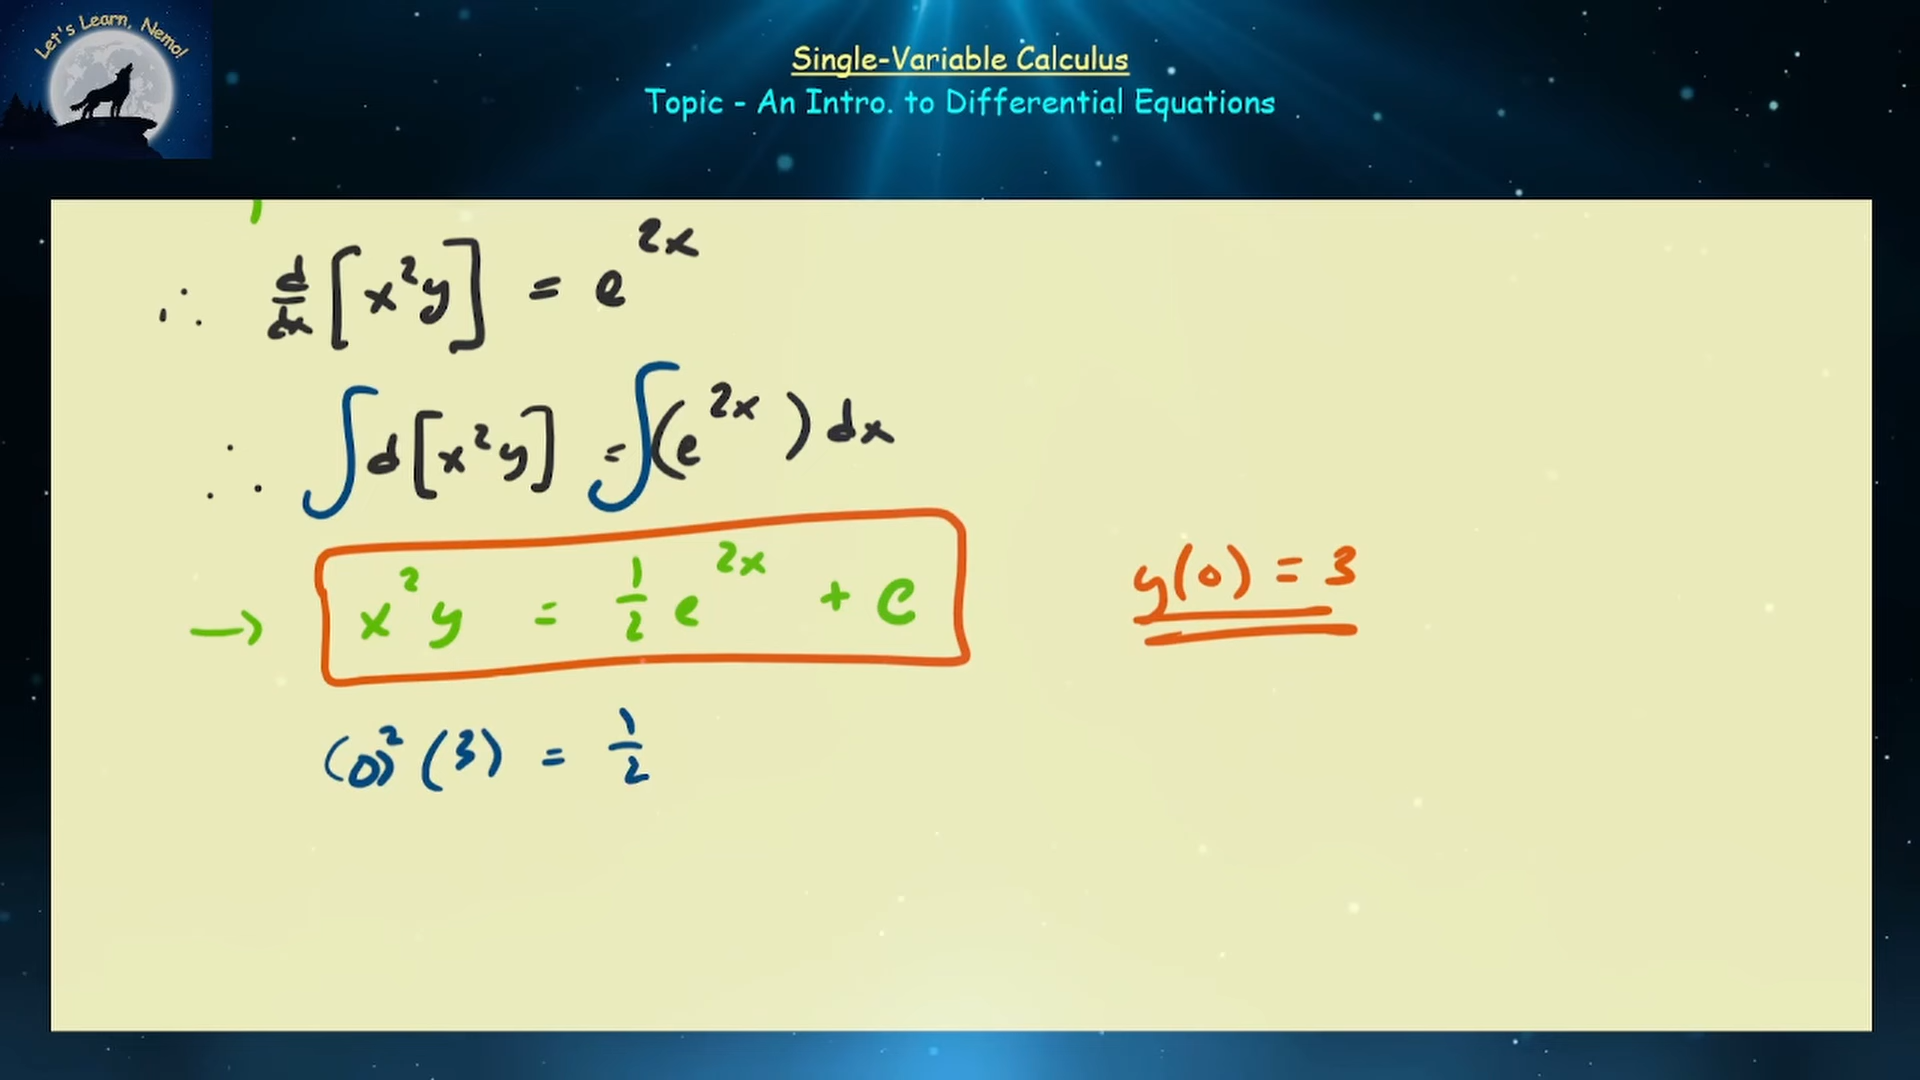 Let's Learn, Nemo!
Single-Variable Calculus
Topic - An Intro. to Differential Equations
∴ d/dx [x²y] = e^{2x}
∴ ∫d[x²y] = ∫(e^{2x})dx
→ x²y = 1/2 e^{2x} + C
y(0) = 3
(0)²(3) = 1/2